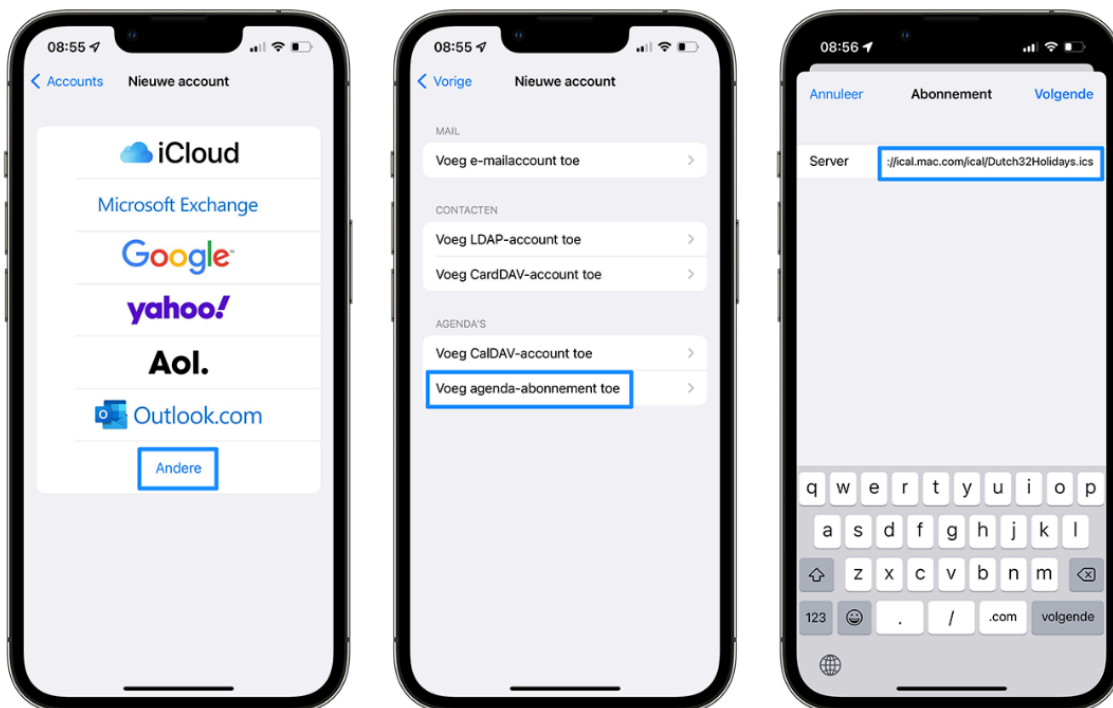 08:55
Accounts
Nieuwe account
iCloud
Microsoft Exchange
Google
yahoo!
Aol.
Outlook.com
Andere
08:55
Vorige
Nieuwe account
MAIL
Voeg e-mailaccount toe
CONTACTEN
Voeg LDAP-account toe
Voeg CardDAV-account toe
AGENDA'S
Voeg CalDAV-account toe
Voeg agenda-abonnement toe
08:56
Annuleer Abonnement Volgende
Server ://ical.mac.com/ical/Dutch32Holidays.ics
q w e r t y u i o p
a s d f g h j k l
z x c v b n m
123 . / .com volgende